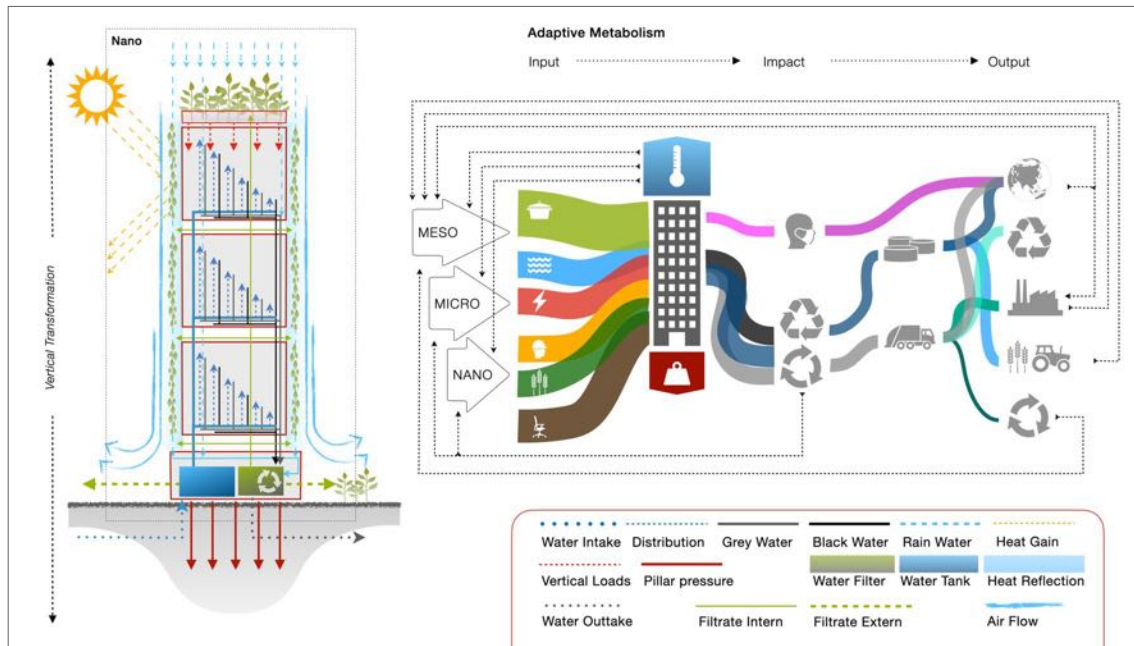 Nano
Vertical Transformation
Adaptive Metabolism
Input
Impact
Output
MESO
MICRO
NANO
Water Intake
Distribution
Grey Water
Black Water
Rain Water
Heat Gain
Vertical Loads
Pillar pressure
Water Filter
Water Tank
Heat Reflection
Water Outtake
Filtrate Intern
Filtrate Extern
Air Flow